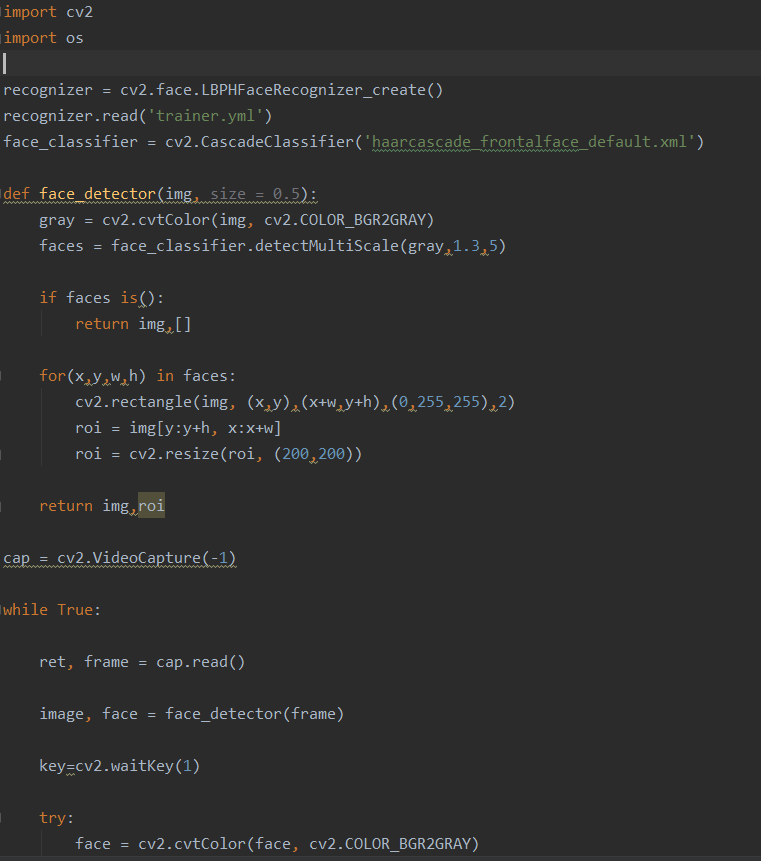 import cv2
import os
recognizer = cv2.face.LBPHFaceRecognizer_create()
recognizer.read('trainer.yml')
face_classifier = cv2.CascadeClassifier('haarcascade_frontalface_default.xml')
def face_detector(img, size = 0.5):
    gray = cv2.cvtColor(img, cv2.COLOR_BGR2GRAY)
    faces = face_classifier.detectMultiScale(gray,1.3,5)
    if faces is():
        return img,[]
    for(x,y,w,h) in faces:
        cv2.rectangle(img, (x,y),(x+w,y+h),(0,255,255),2)
        roi = img[y:y+h, x:x+w]
        roi = cv2.resize(roi, (200,200))
    return img,roi
cap = cv2.VideoCapture(-1)
while True:
    ret, frame = cap.read()
    image, face = face_detector(frame)
    key=cv2.waitKey(1)
    try:
        face = cv2.cvtColor(face, cv2.COLOR_BGR2GRAY)